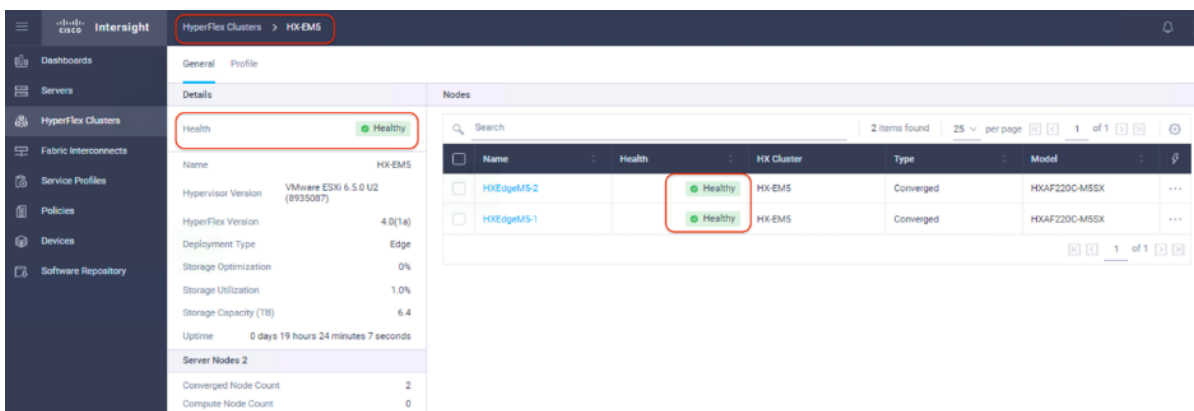 cisco Intersight
HyperFlex Clusters > HX-EM5
Dashboards
Servers
HyperFlex Clusters
Fabric Interconnects
Service Profiles
Policies
Devices
Software Repository
General Profile
Details
Health Healthy
Name HX-EM5
Hypervisor Version VMware ESXi 6.5.0 U2
(8935087)
HyperFlex Version 4.0(1a)
Deployment Type Edge
Storage Optimization 0%
Storage Utilization 1.0%
Storage Capacity (TB) 6.4
Uptime 0 days 19 hours 24 minutes 7 seconds
Server Nodes 2
Converged Node Count 2
Compute Node Count 0
Nodes
Search 2 items found 25 per page 1 of 1
Name Health HX Cluster Type Model
HXEdgeM5-2 Healthy HX-EM5 Converged HXAF220C-M5SX
HXEdgeM5-1 Healthy HX-EM5 Converged HXAF220C-M5SX
1 of 1